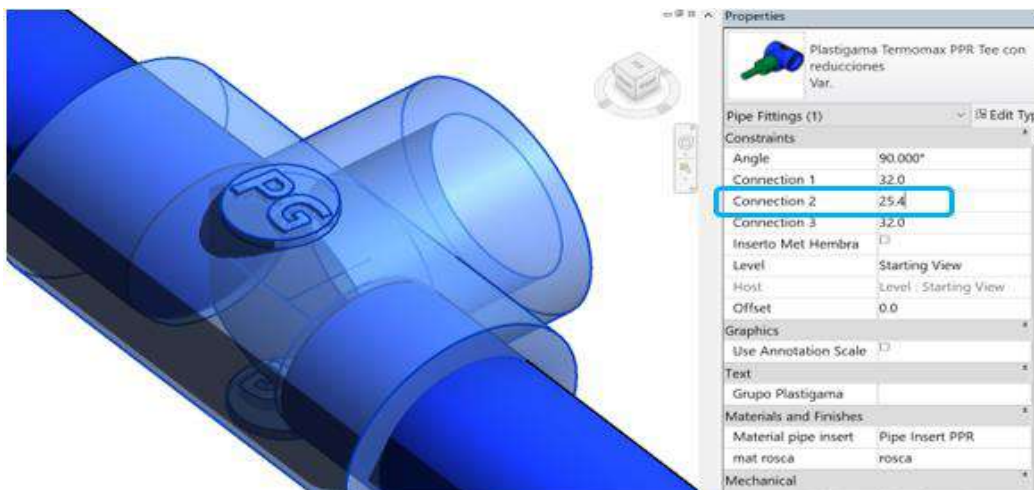 PG
Properties
Plastigama Termomax PPR Tee con
reducciones
Var.
Pipe Fittings (1)
Edit Typ
Constraints
Angle 90.000°
Connection 1 32.0
Connection 2 25.4
Connection 3 32.0
Inserto Met Hembra
Level Starting View
Host Level : Starting View
Offset 0.0
Graphics
Use Annotation Scale
Text
Grupo Plastigama
Materials and Finishes
Material pipe insert Pipe Insert PPR
mat rosca rosca
Mechanical